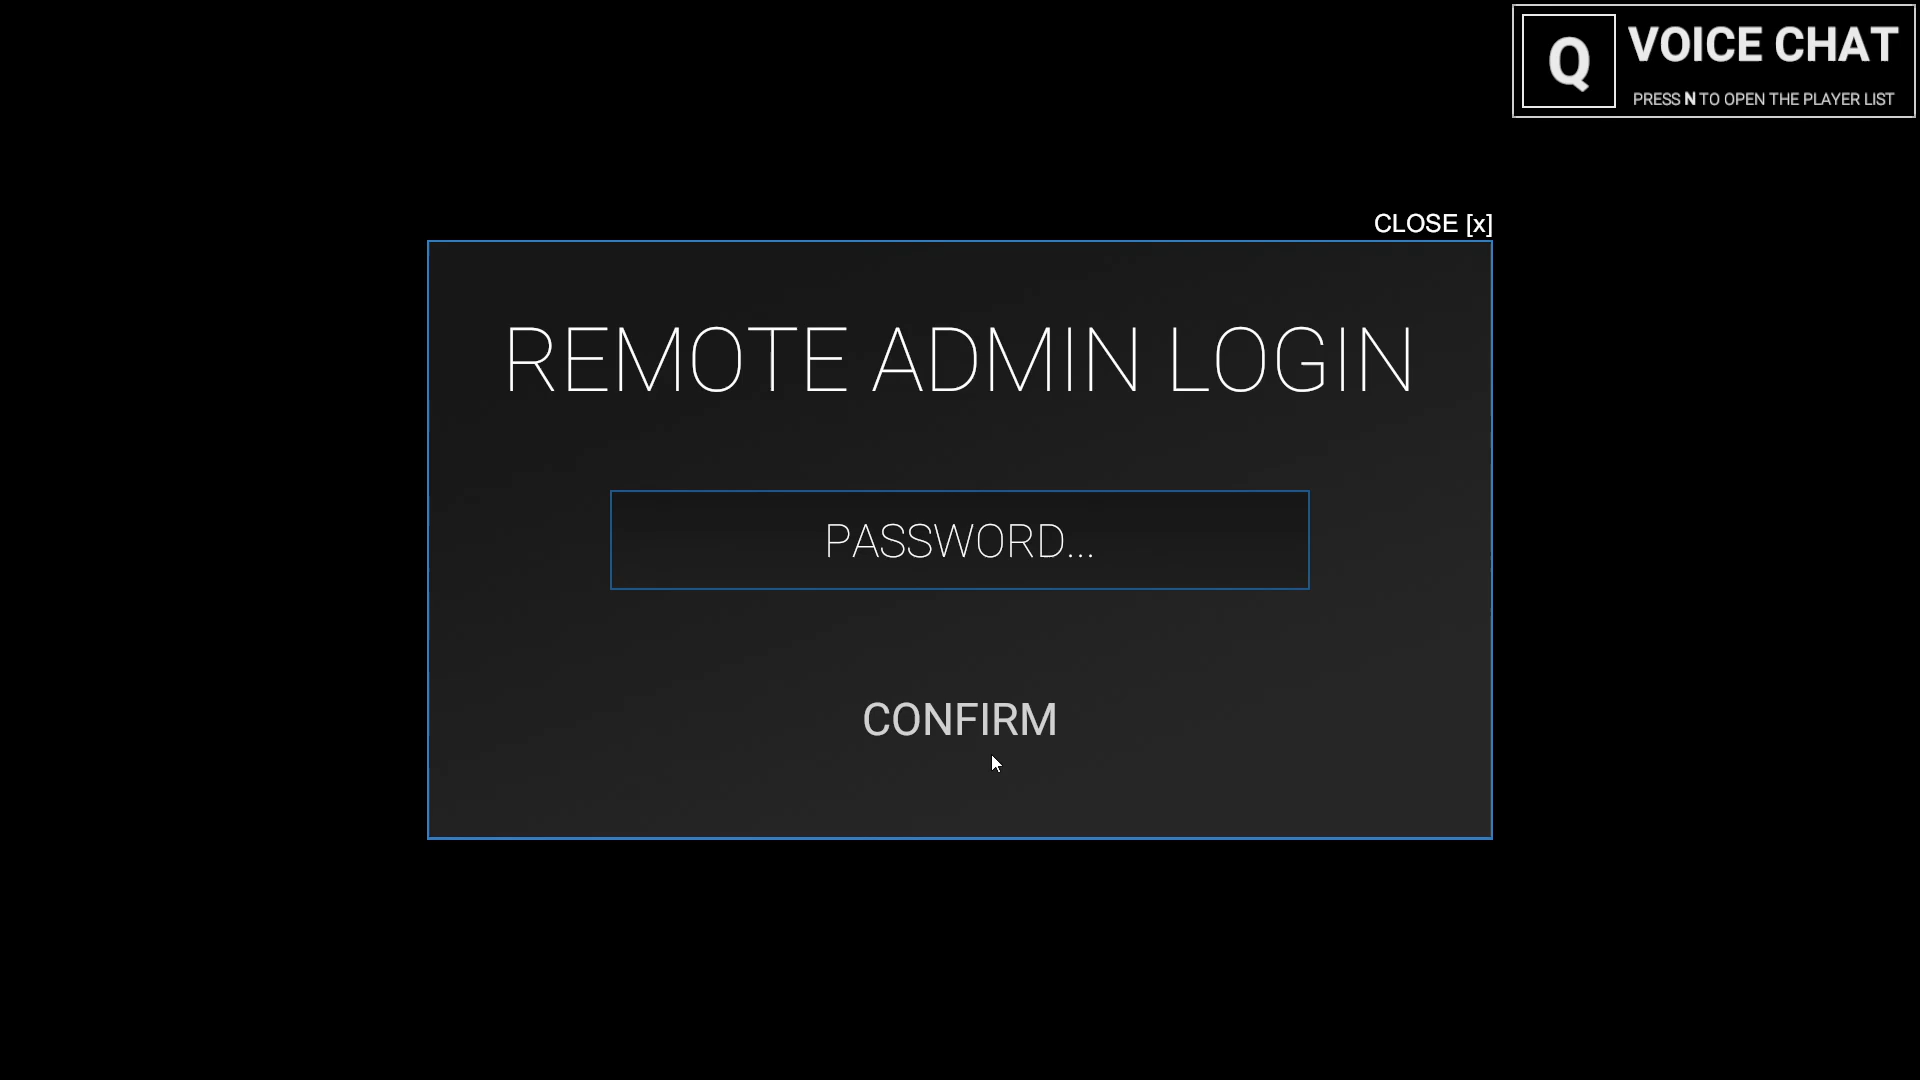 Q
VOICE CHAT
PRESS N TO OPEN THE PLAYER LIST
CLOSE [x]
REMOTE ADMIN LOGIN
PASSWORD...
CONFIRM